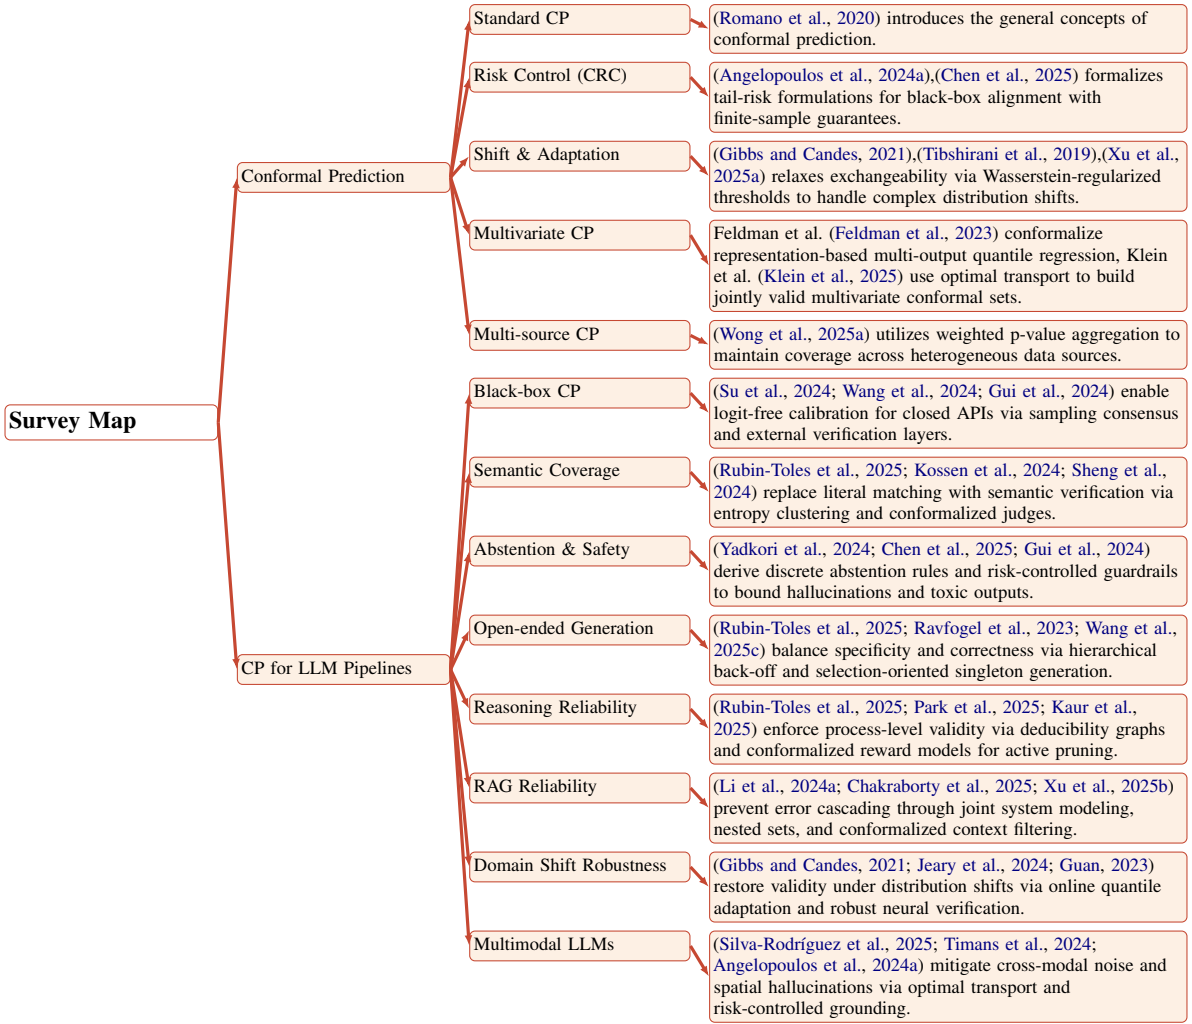 Survey Map
Conformal Prediction
Standard CP
(Romano et al., 2020) introduces the general concepts of
conformal prediction.
Risk Control (CRC)
(Angelopoulos et al., 2024a),(Chen et al., 2025) formalizes
tail-risk formulations for black-box alignment with
finite-sample guarantees.
Shift & Adaptation
(Gibbs and Candes, 2021),(Tibshirani et al., 2019),(Xu et al.,
2025a) relaxes exchangeability via Wasserstein-regularized
thresholds to handle complex distribution shifts.
Multivariate CP
Feldman et al. (Feldman et al., 2023) conformalize
representation-based multi-output quantile regression, Klein
et al. (Klein et al., 2025) use optimal transport to build
jointly valid multivariate conformal sets.
Multi-source CP
(Wong et al., 2025a) utilizes weighted p-value aggregation to
maintain coverage across heterogeneous data sources.
CP for LLM Pipelines
Black-box CP
(Su et al., 2024; Wang et al., 2024; Gui et al., 2024) enable
logit-free calibration for closed APIs via sampling consensus
and external verification layers.
Semantic Coverage
(Rubin-Toles et al., 2025; Kossen et al., 2024; Sheng et al.,
2024) replace literal matching with semantic verification via
entropy clustering and conformalized judges.
Abstention & Safety
(Yadkori et al., 2024; Chen et al., 2025; Gui et al., 2024)
derive discrete abstention rules and risk-controlled guardrails
to bound hallucinations and toxic outputs.
Open-ended Generation
(Rubin-Toles et al., 2025; Ravfogel et al., 2023; Wang et al.,
2025c) balance specificity and correctness via hierarchical
back-off and selection-oriented singleton generation.
Reasoning Reliability
(Rubin-Toles et al., 2025; Park et al., 2025; Kaur et al.,
2025) enforce process-level validity via deducibility graphs
and conformalized reward models for active pruning.
RAG Reliability
(Li et al., 2024a; Chakraborty et al., 2025; Xu et al., 2025b)
prevent error cascading through joint system modeling,
nested sets, and conformalized context filtering.
Domain Shift Robustness
(Gibbs and Candes, 2021; Jeary et al., 2024; Guan, 2023)
restore validity under distribution shifts via online quantile
adaptation and robust neural verification.
Multimodal LLMs
(Silva-Rodríguez et al., 2025; Timans et al., 2024;
Angelopoulos et al., 2024a) mitigate cross-modal noise and
spatial hallucinations via optimal transport and
risk-controlled grounding.